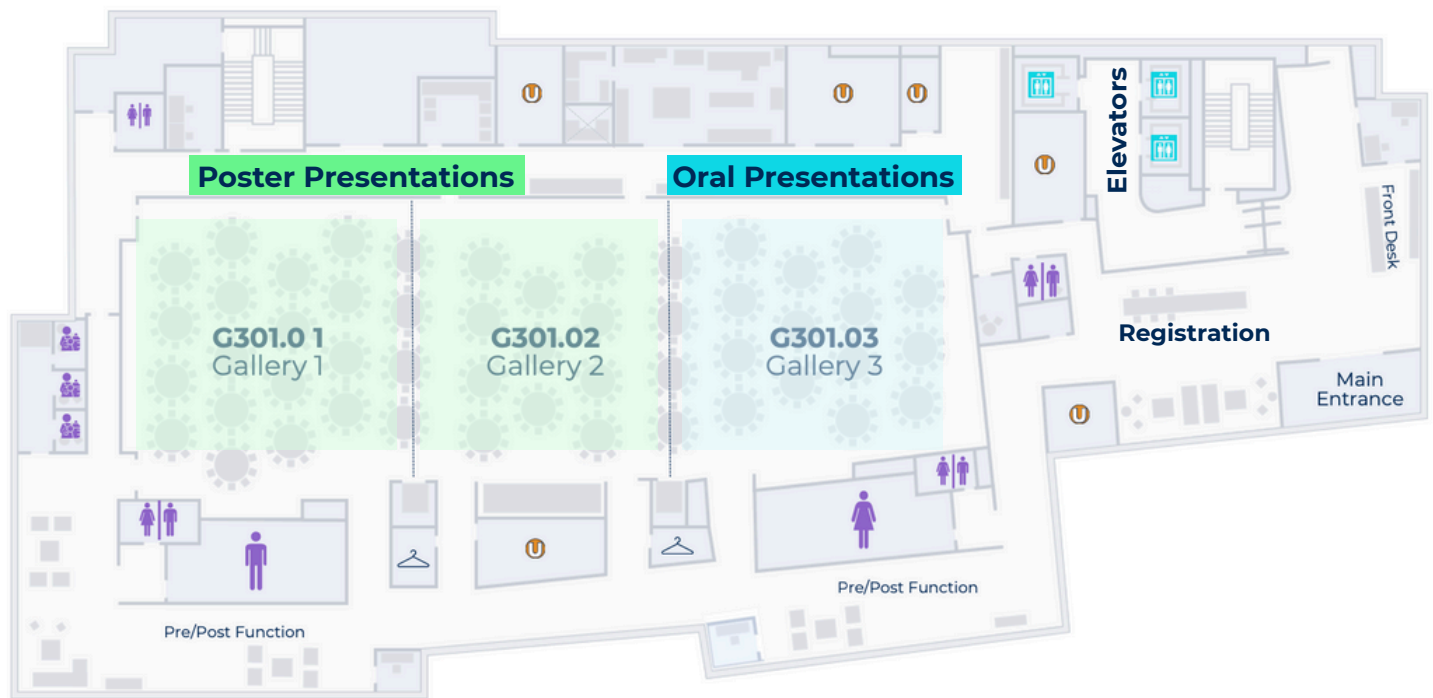 Elevators
Poster Presentations
Oral Presentations
Front Desk
G301.0 1
Gallery 1
G301.02
Gallery 2
G301.03
Gallery 3
Registration
Main
Entrance
Pre/Post Function
Pre/Post Function